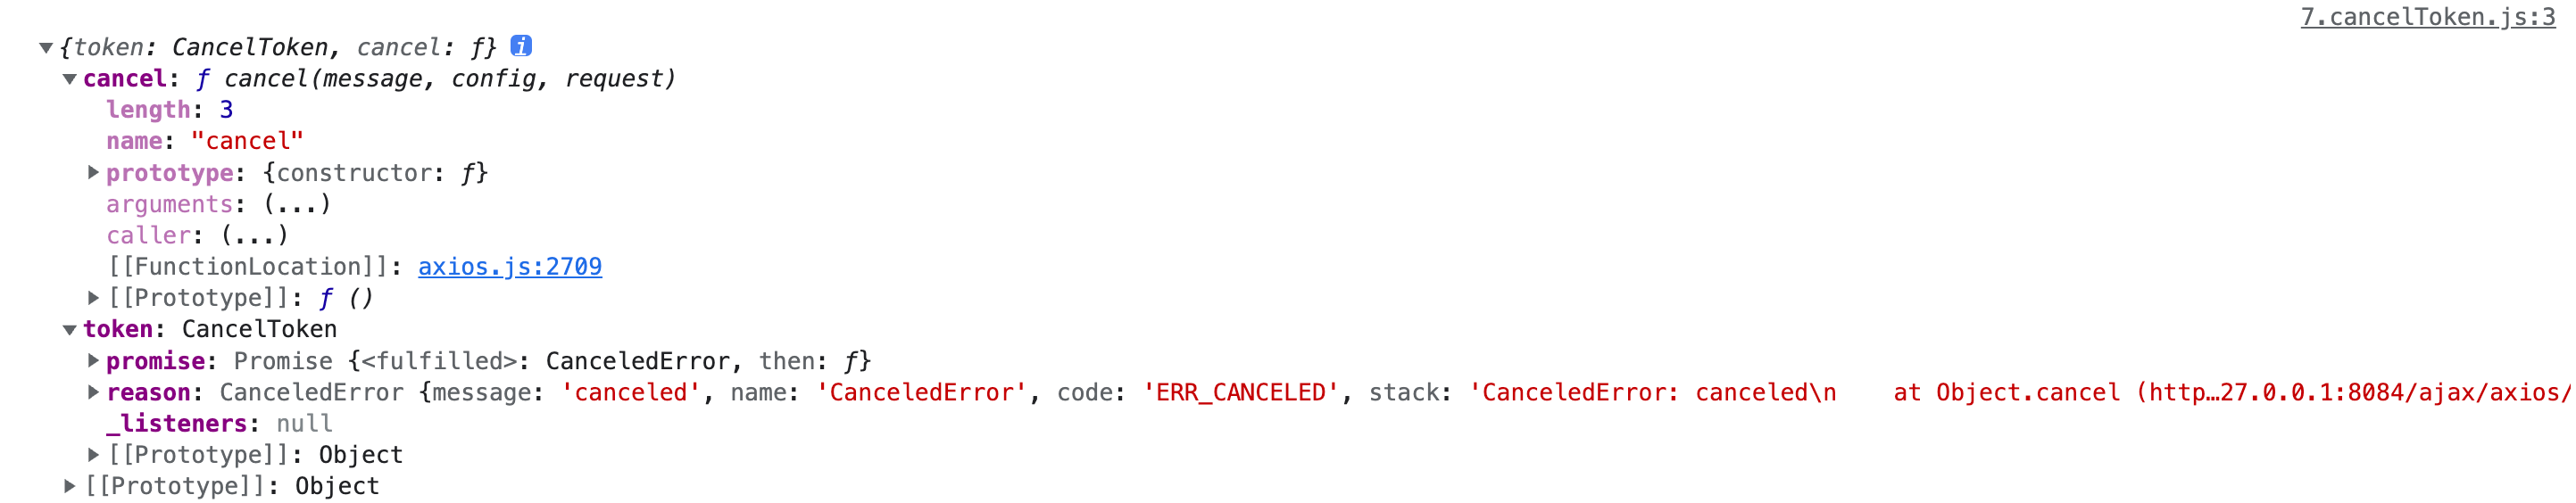 7.cancelToken.js:3
▼{token: CancelToken, cancel: ƒ} i
▼cancel: ƒ cancel(message, config, request)
length: 3
name: "cancel"
▶prototype: {constructor: ƒ}
arguments: (...)
caller: (...)
[[FunctionLocation]]: axios.js:2709
▶[[Prototype]]: ƒ ()
▼token: CancelToken
▶promise: Promise {<fulfilled>: CanceledError, then: ƒ}
▶reason: CanceledError {message: 'canceled', name: 'CanceledError', code: 'ERR_CANCELED', stack: 'CanceledError: canceled\n    at Object.cancel (http…27.0.0.1:8084/ajax/axios/
_listeners: null
▶[[Prototype]]: Object
▶[[Prototype]]: Object